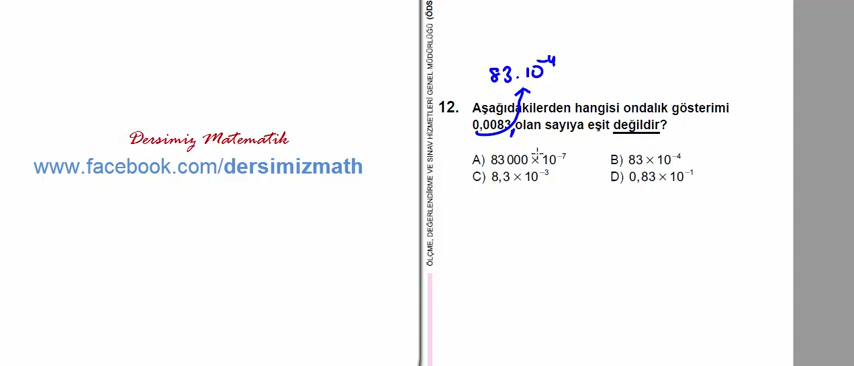 Dersimiz Matematik
www.facebook.com/dersimizmath
ÖLÇME, DEĞERLENDİRME VE SINAV HİZMETLERİ GENEL MÜDÜRLÜĞÜ (ÖDS
83.10⁻⁴
12. Aşağıdakilerden hangisi ondalık gösterimi
0,0083 olan sayıya eşit değildir?
A) 83 000 × 10⁻⁷ B) 83 × 10⁻⁴
C) 8,3 × 10⁻³ D) 0,83 × 10⁻¹